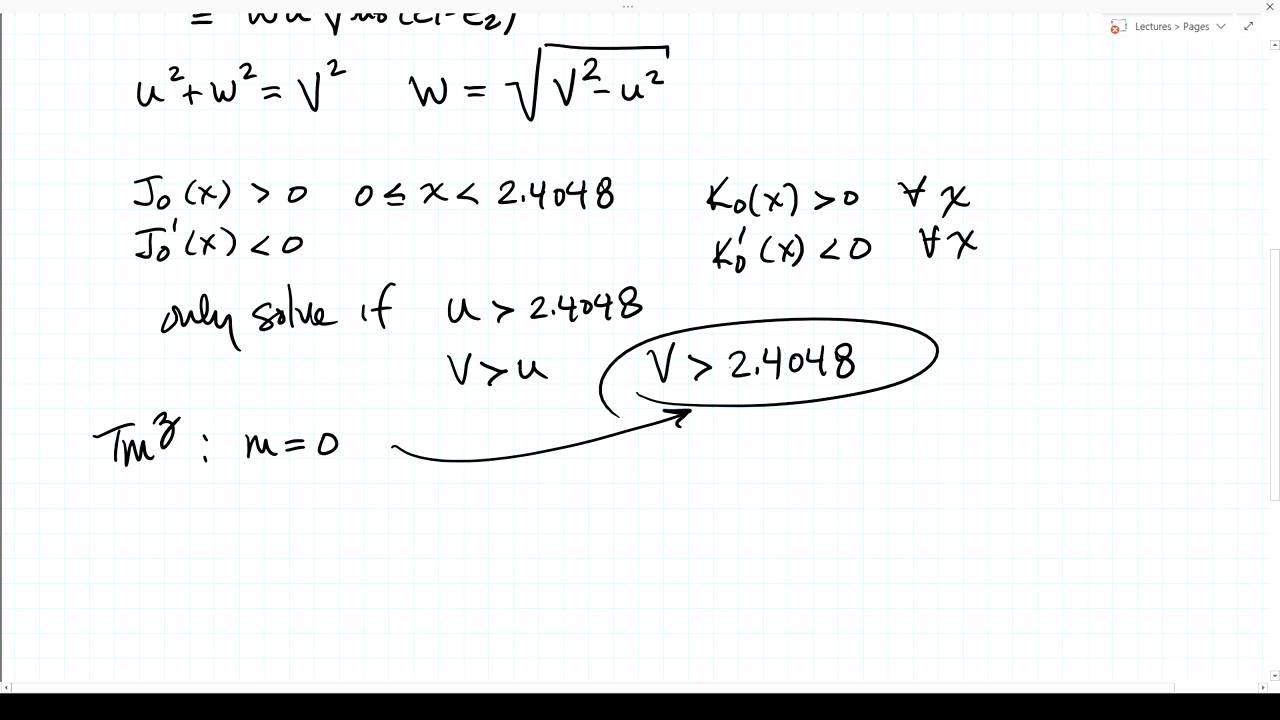 Lectures > Pages
u² + w² = V² W = √(V² - u²)
J₀(x) > 0 0 ≤ x < 2.4048 K₀(x) > 0 ∀ x
J₀'(x) < 0 K₀'(x) < 0 ∀ x
only solve if u > 2.4048
V > u V > 2.4048
TMᶻ : m = 0